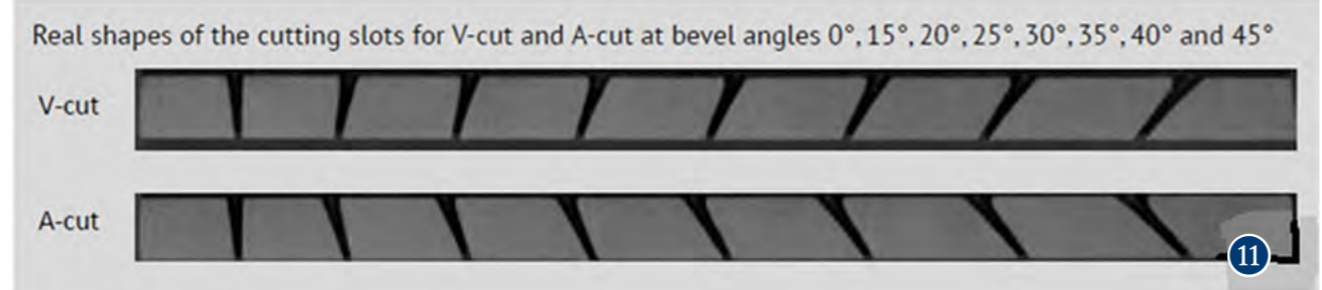 Real shapes of the cutting slots for V-cut and A-cut at bevel angles 0°, 15°, 20°, 25°, 30°, 35°, 40° and 45°
V-cut
A-cut
11